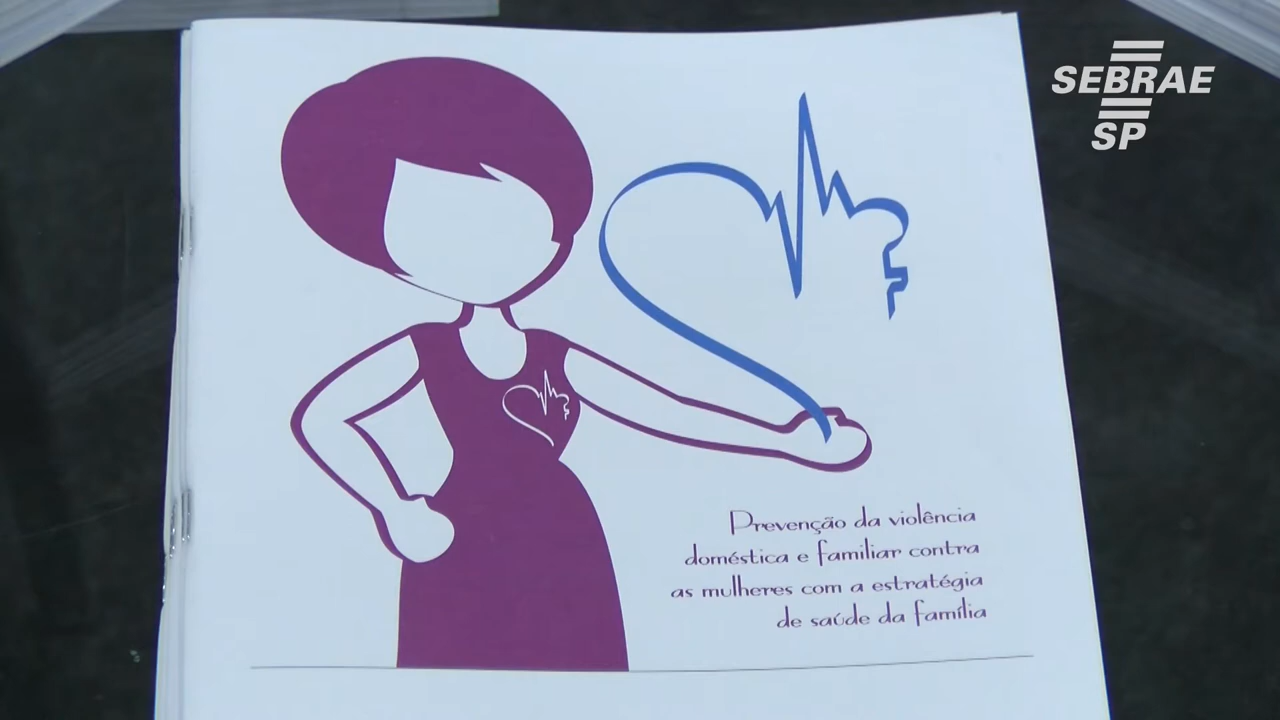 SEBRAE
SP
Prevenção da violência
doméstica e familiar contra
as mulheres com a estratégia
de saúde da família